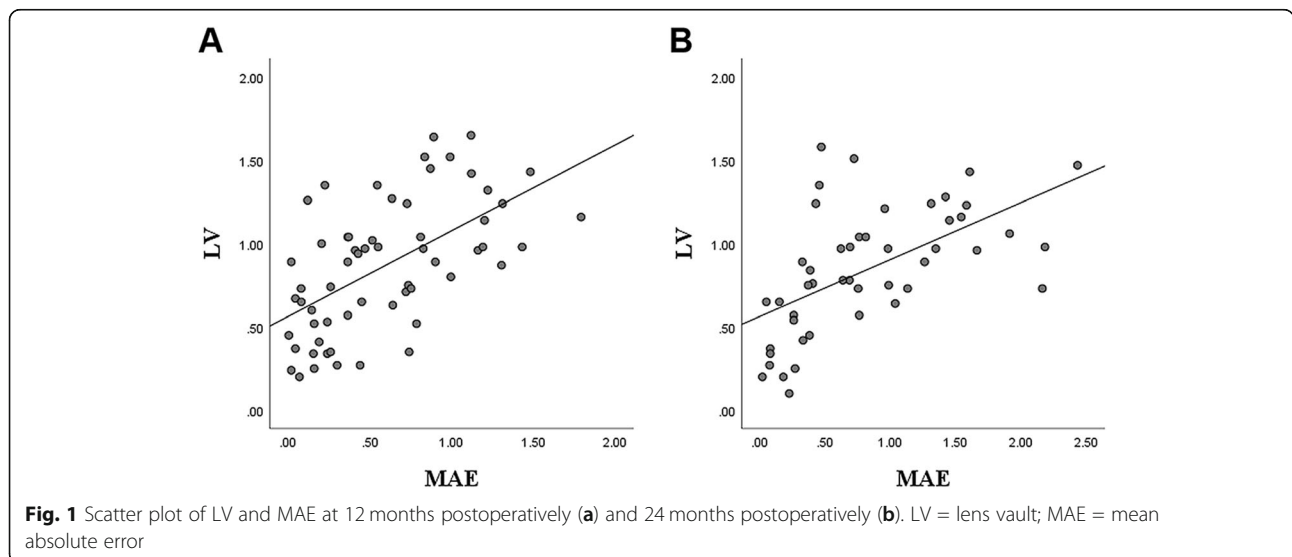 A
B
2.00
1.50
1.00
.50
.00
LV
.00 .50 1.00 1.50 2.00
MAE
2.00
1.50
1.00
.50
.00
LV
.00 .50 1.00 1.50 2.00 2.50
MAE
Fig. 1 Scatter plot of LV and MAE at 12 months postoperatively (a) and 24 months postoperatively (b). LV = lens vault; MAE = mean
absolute error